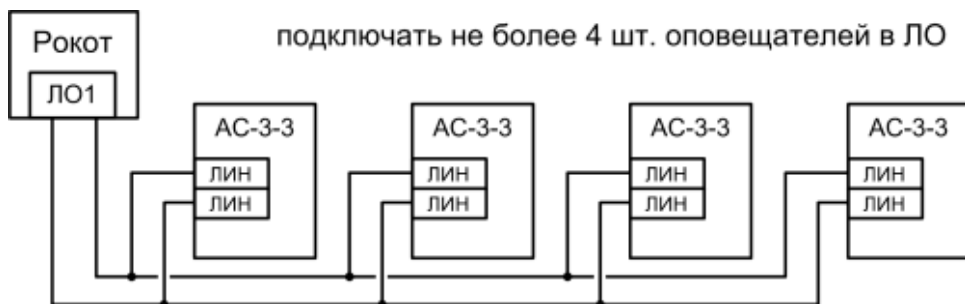 Рокот
подключать не более 4 шт. оповещателей в ЛО
ЛО1
АС-3-3
АС-3-3
АС-3-3
АС-3-3
ЛИН
ЛИН
ЛИН
ЛИН
ЛИН
ЛИН
ЛИН
ЛИН